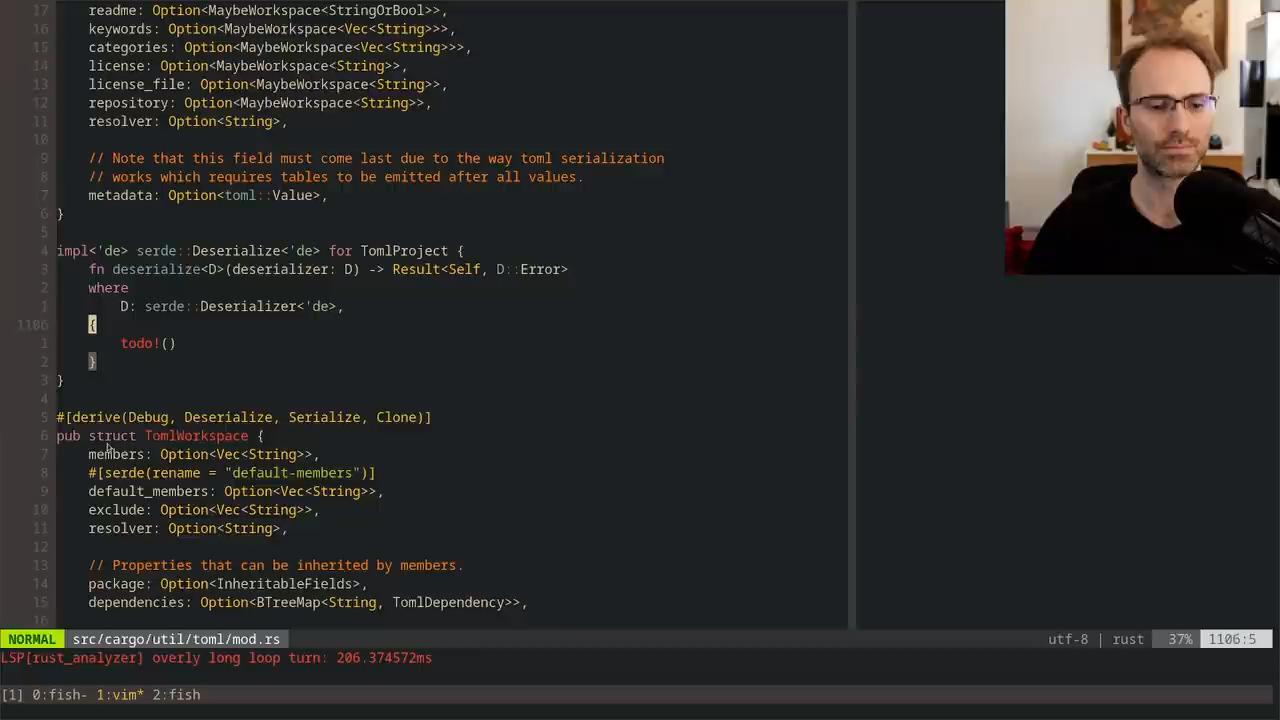 17 readme: Option<MaybeWorkspace<StringOrBool>>,
16 keywords: Option<MaybeWorkspace<Vec<String>>>,
15 categories: Option<MaybeWorkspace<Vec<String>>>,
14 license: Option<MaybeWorkspace<String>>,
13 license_file: Option<MaybeWorkspace<String>>,
12 repository: Option<MaybeWorkspace<String>>,
11 resolver: Option<String>,
10
9 // Note that this field must come last due to the way toml serialization
8 // works which requires tables to be emitted after all values.
7 metadata: Option<toml::Value>,
6 }
5
4 impl<'de> serde::Deserialize<'de> for TomlProject {
3 fn deserialize<D>(deserializer: D) -> Result<Self, D::Error>
2 where
1 D: serde::Deserializer<'de>,
1106 {
1 todo!()
2 }
3 }
4
5 #[derive(Debug, Deserialize, Serialize, Clone)]
6 pub struct TomlWorkspace {
7 members: Option<Vec<String>>,
8 #[serde(rename = "default-members")]
9 default_members: Option<Vec<String>>,
10 exclude: Option<Vec<String>>,
11 resolver: Option<String>,
12
13 // Properties that can be inherited by members.
14 package: Option<InheritableFields>,
15 dependencies: Option<BTreeMap<String, TomlDependency>>,
16
NORMAL src/cargo/util/toml/mod.rs utf-8 | rust 37% 1106:5
LSP[rust_analyzer] overly long loop turn: 206.374572ms
[1] 0:fish- 1:vim* 2:fish